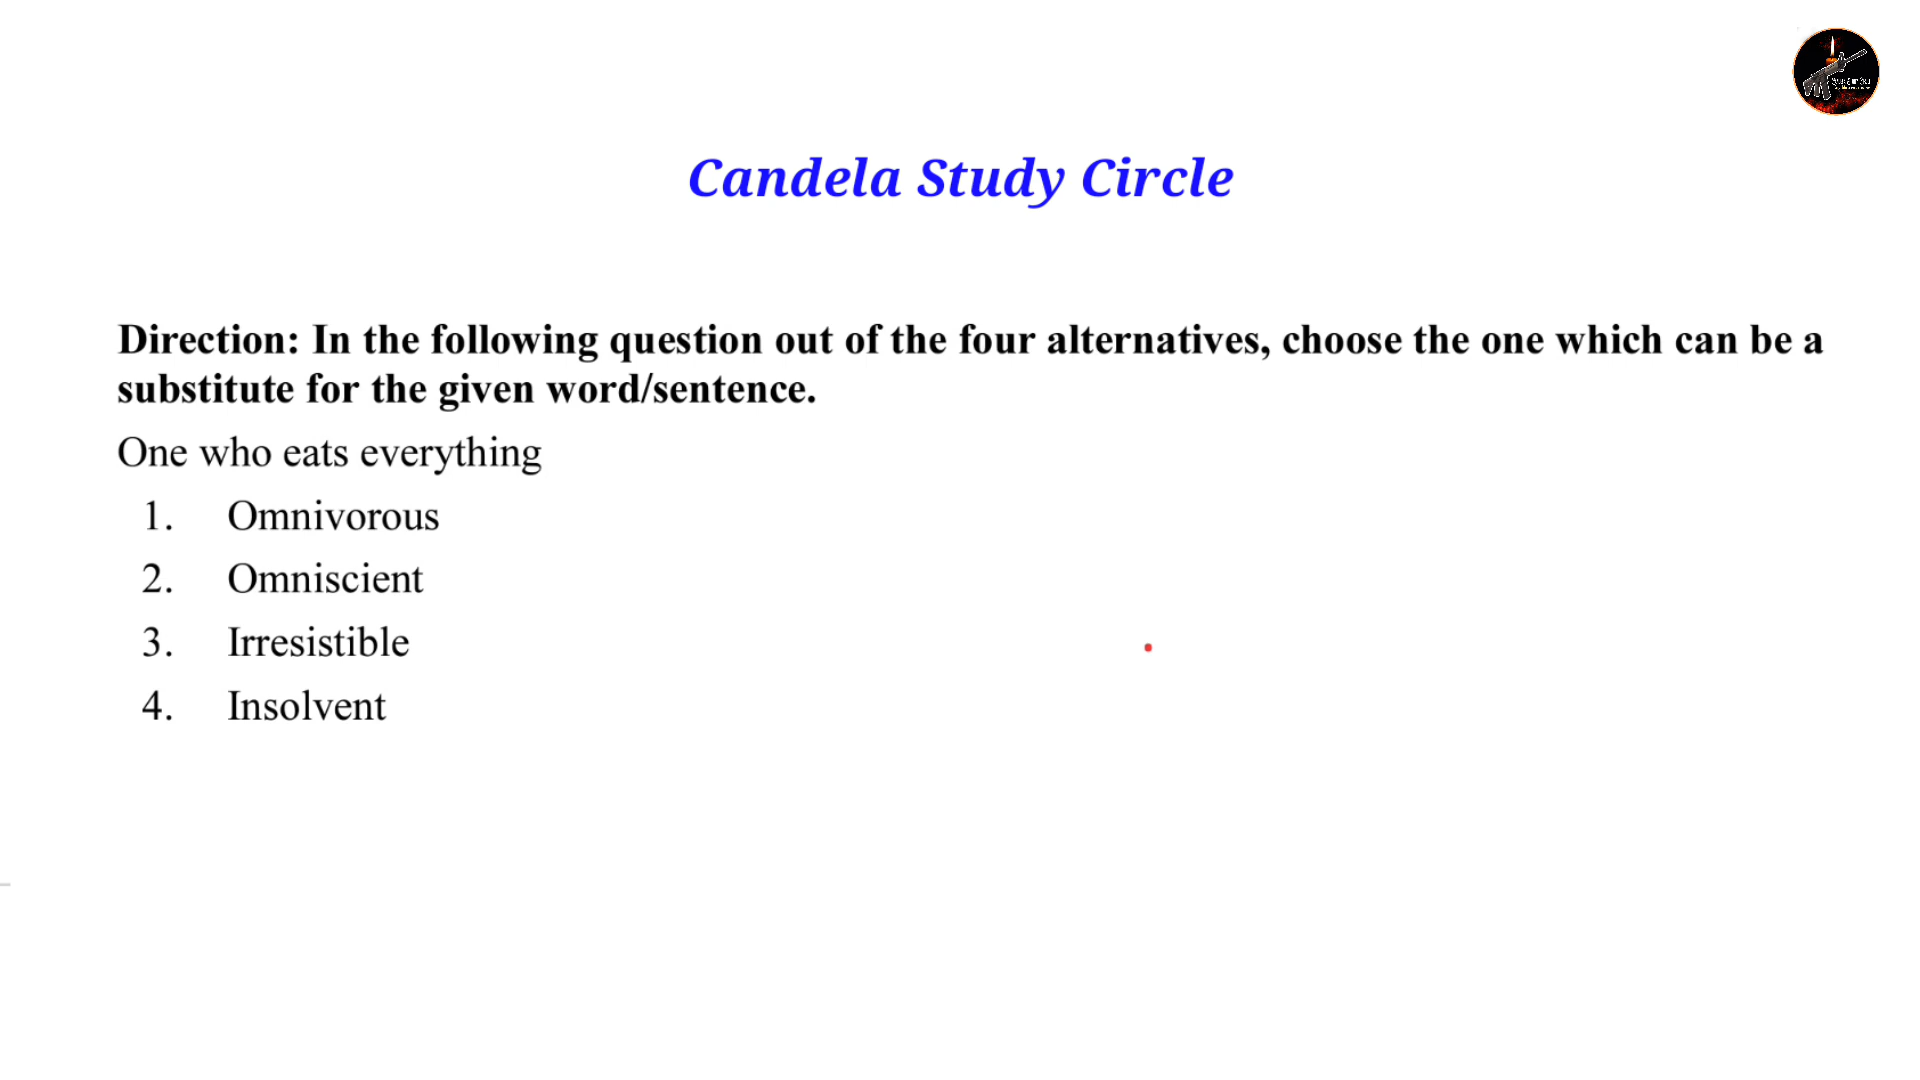 Candela Study Circle
Direction: In the following question out of the four alternatives, choose the one which can be a
substitute for the given word/sentence.
One who eats everything
1. Omnivorous
2. Omniscient
3. Irresistible
4. Insolvent